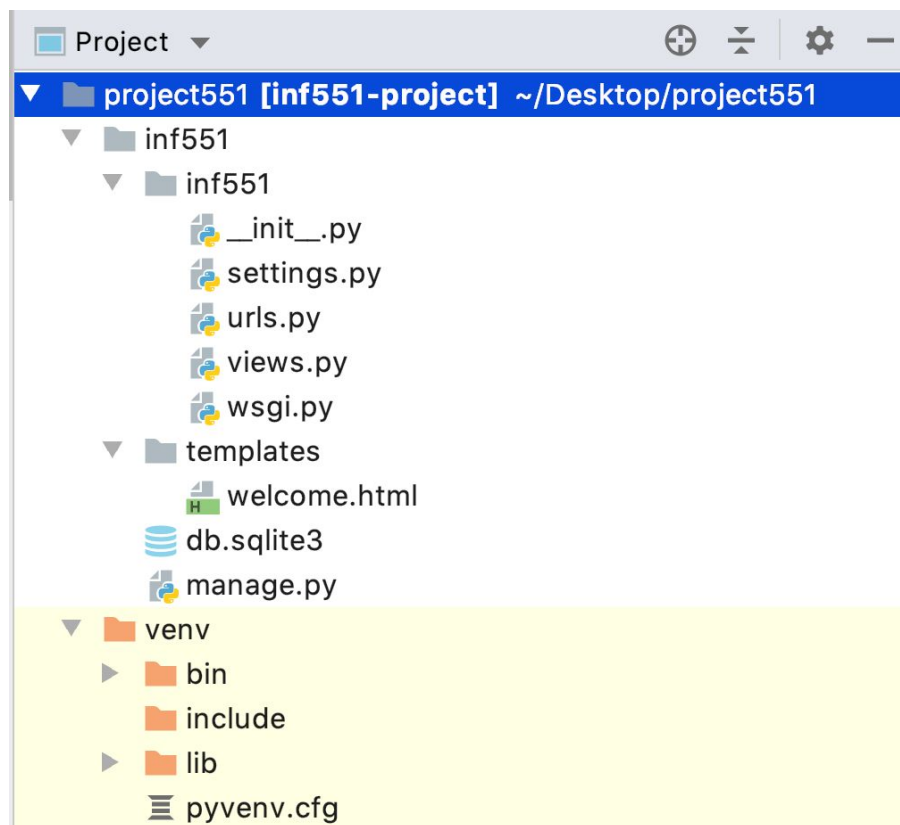 Project
project551 [inf551-project] ~/Desktop/project551
inf551
inf551
__init__.py
settings.py
urls.py
views.py
wsgi.py
templates
H welcome.html
db.sqlite3
manage.py
venv
bin
include
lib
pyvenv.cfg